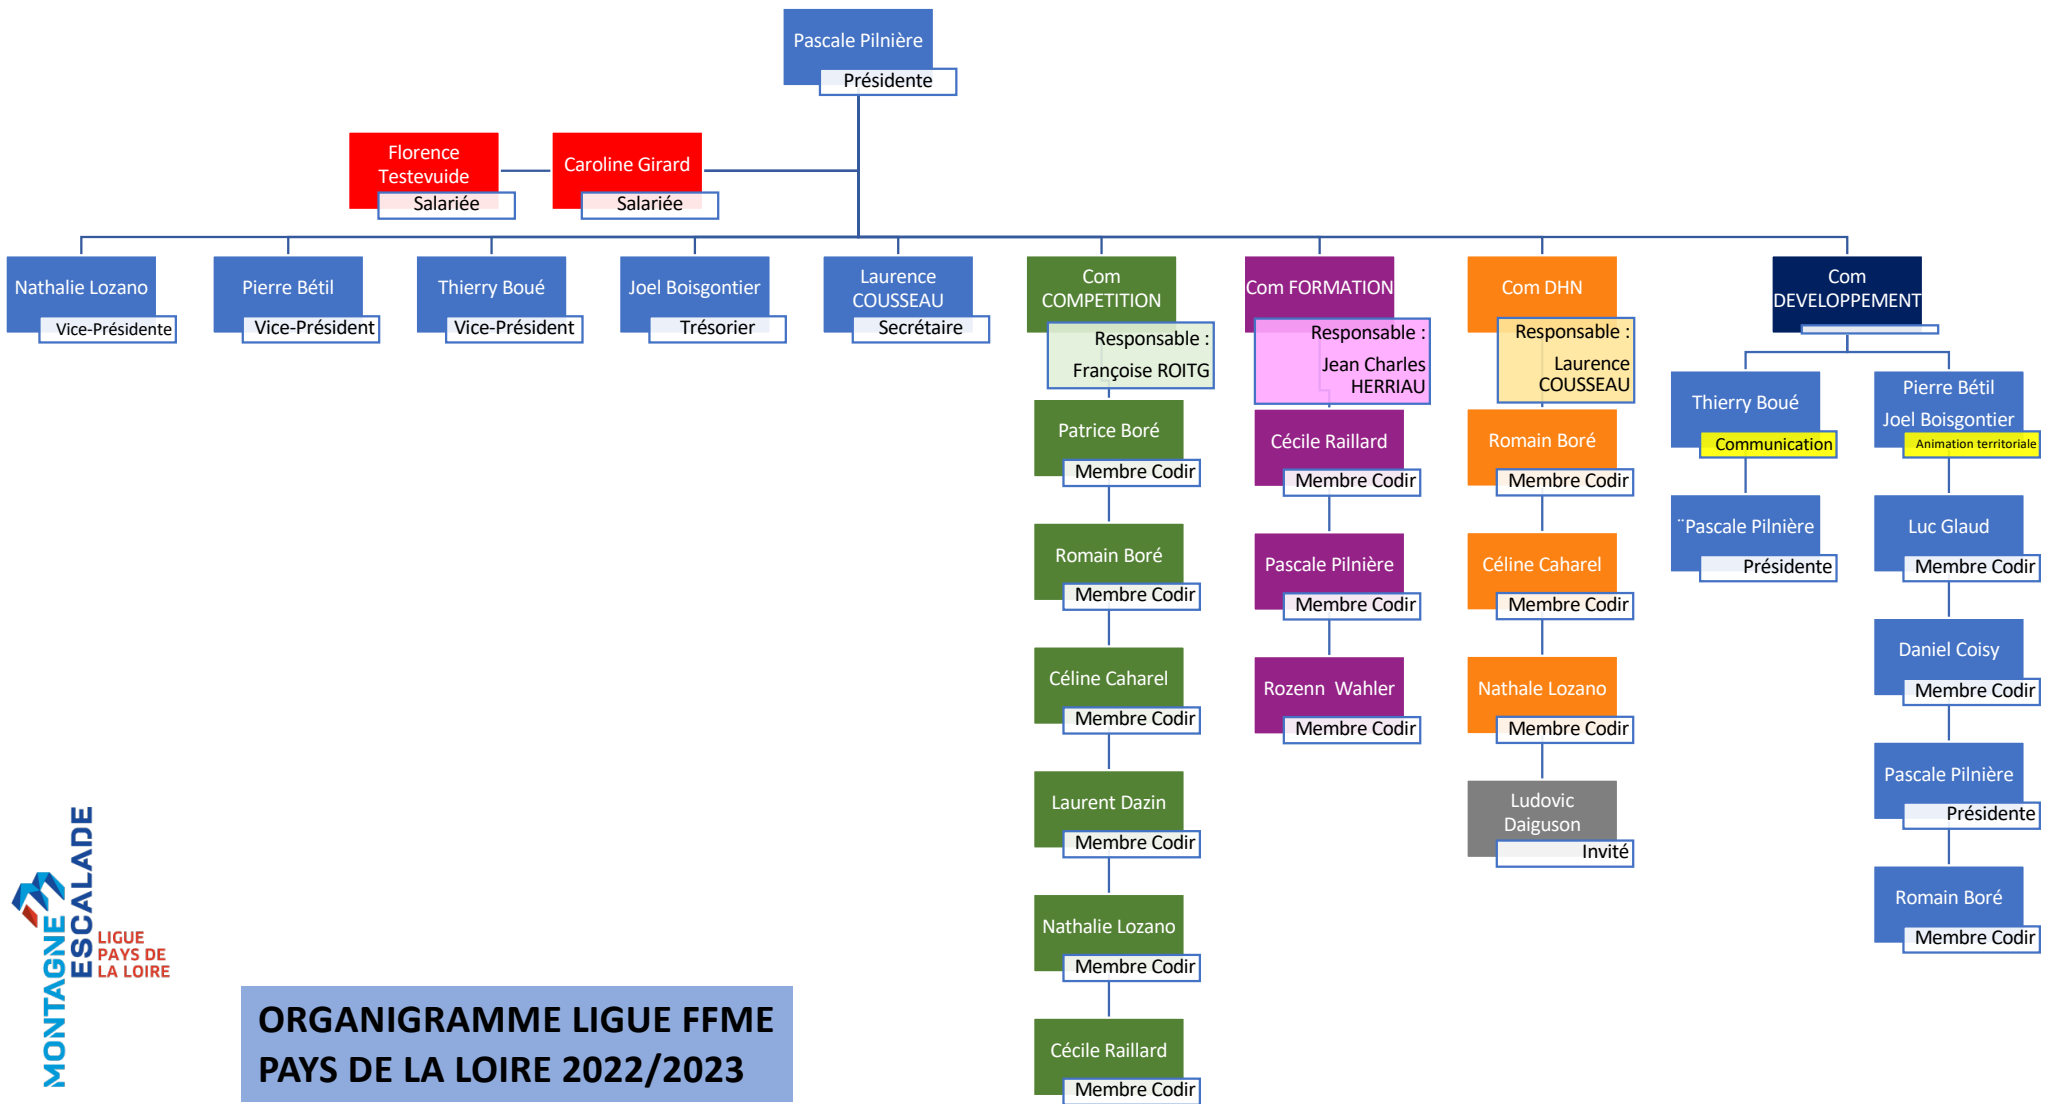 Pascale Pilnière
Présidente
Florence
Testevuide
Salariée
Caroline Girard
Salariée
Nathalie Lozano
Vice-Présidente
Pierre Bétil
Vice-Président
Thierry Boué
Vice-Président
Joel Boisgontier
Trésorier
Laurence
COUSSEAU
Secrétaire
Com
COMPETITION
Responsable :
Françoise ROITG
Patrice Boré
Membre Codir
Romain Boré
Membre Codir
Céline Caharel
Membre Codir
Laurent Dazin
Membre Codir
Nathalie Lozano
Membre Codir
Cécile Raillard
Membre Codir
Com FORMATION
Responsable :
Jean Charles
HERRIAU
Cécile Raillard
Membre Codir
Pascale Pilnière
Membre Codir
Rozenn  Wahler
Membre Codir
Com DHN
Responsable :
Laurence
COUSSEAU
Romain Boré
Membre Codir
Céline Caharel
Membre Codir
Nathale Lozano
Membre Codir
Ludovic
Daiguson
Invité
Com
DEVELOPPEMENT
Thierry Boué
Communication
¨Pascale Pilnière
Présidente
Pierre Bétil
Joel Boisgontier
Animation territoriale
Luc Glaud
Membre Codir
Daniel Coisy
Membre Codir
Pascale Pilnière
Présidente
Romain Boré
Membre Codir
MONTAGNE
ESCALADE
LIGUE
PAYS DE
LA LOIRE
ORGANIGRAMME LIGUE FFME
PAYS DE LA LOIRE 2022/2023